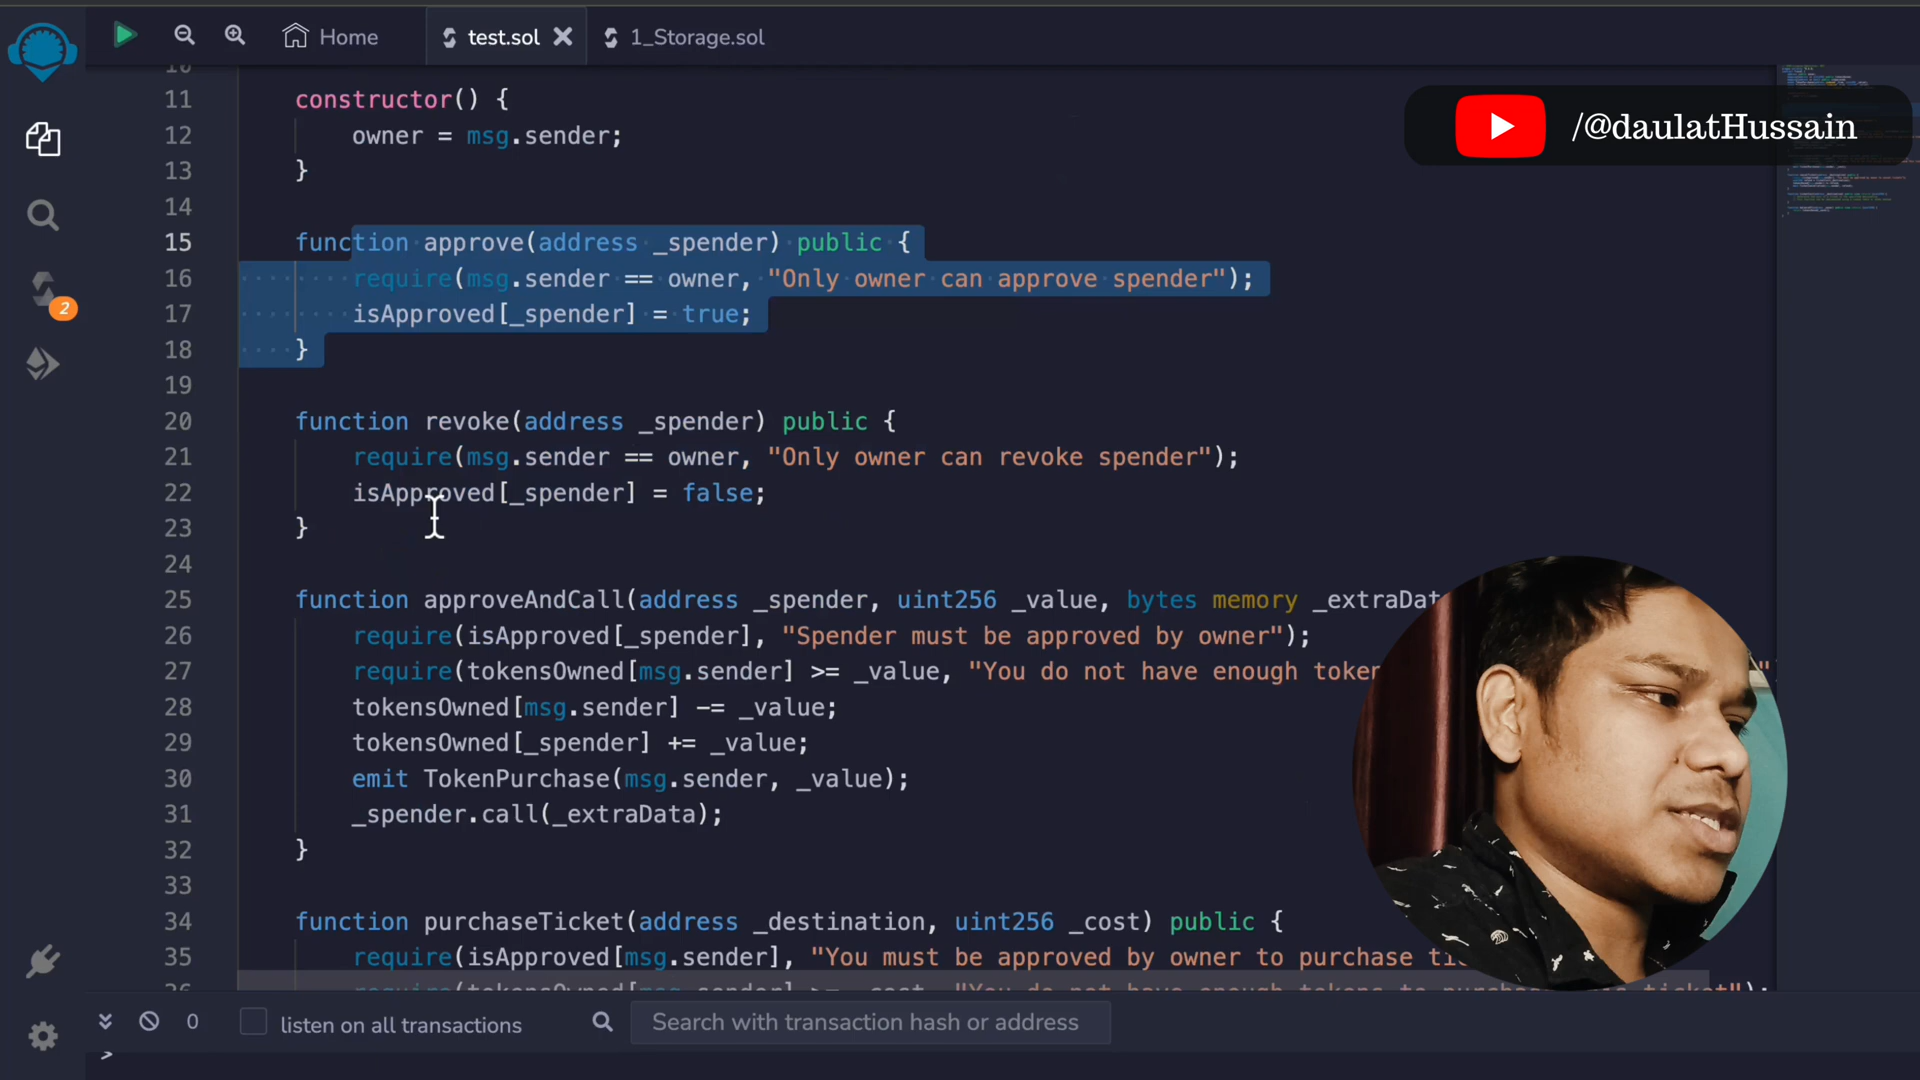 Home
test.sol
1_Storage.sol
/@daulatHussain
11 constructor() {
12 owner = msg.sender;
13 }
14
15 function approve(address _spender) public {
16 require(msg.sender == owner, "Only owner can approve spender");
17 isApproved[_spender] = true;
18 }
19
20 function revoke(address _spender) public {
21 require(msg.sender == owner, "Only owner can revoke spender");
22 isApproved[_spender] = false;
23 }
24
25 function approveAndCall(address _spender, uint256 _value, bytes memory _extraDat
26 require(isApproved[_spender], "Spender must be approved by owner");
27 require(tokensOwned[msg.sender] >= _value, "You do not have enough token
28 tokensOwned[msg.sender] -= _value;
29 tokensOwned[_spender] += _value;
30 emit TokenPurchase(msg.sender, _value);
31 _spender.call(_extraData);
32 }
33
34 function purchaseTicket(address _destination, uint256 _cost) public {
35 require(isApproved[msg.sender], "You must be approved by owner to purchase
2
0
listen on all transactions
Search with transaction hash or address
>